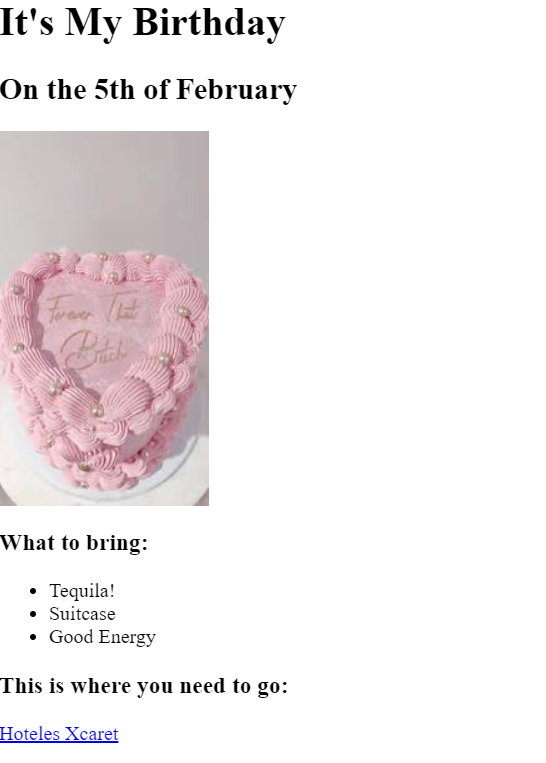 It's My Birthday
On the 5th of February
Forever That
Bitch
What to bring:
Tequila!
Suitcase
Good Energy
This is where you need to go:
Hoteles Xcaret